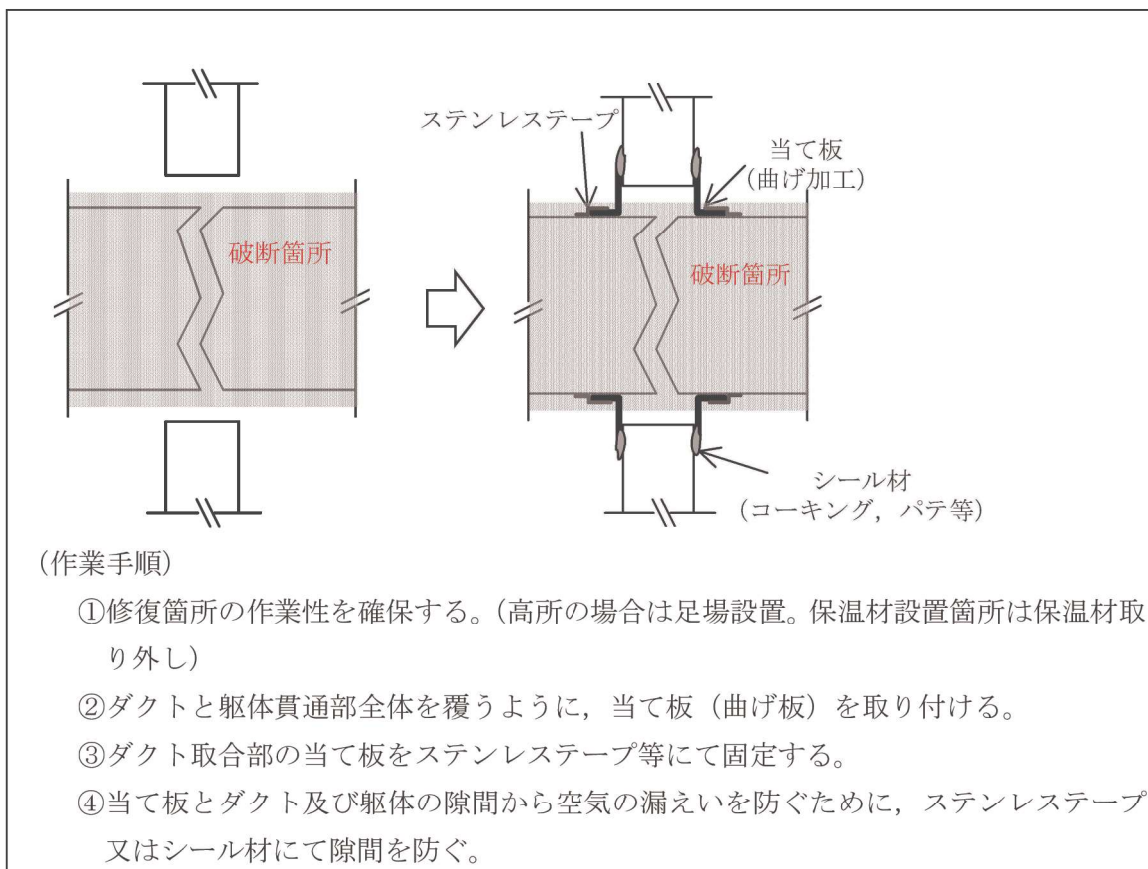 ステンレステープ
当て板
（曲げ加工）
破断箇所
破断箇所
シール材
（コーキング，パテ等）
（作業手順）
①修復箇所の作業性を確保する。（高所の場合は足場設置。保温材設置箇所は保温材取
り外し）
②ダクトと躯体貫通部全体を覆うように，当て板（曲げ板）を取り付ける。
③ダクト取合部の当て板をステンレステープ等にて固定する。
④当て板とダクト及び躯体の隙間から空気の漏えいを防ぐために，ステンレステープ
又はシール材にて隙間を防ぐ。